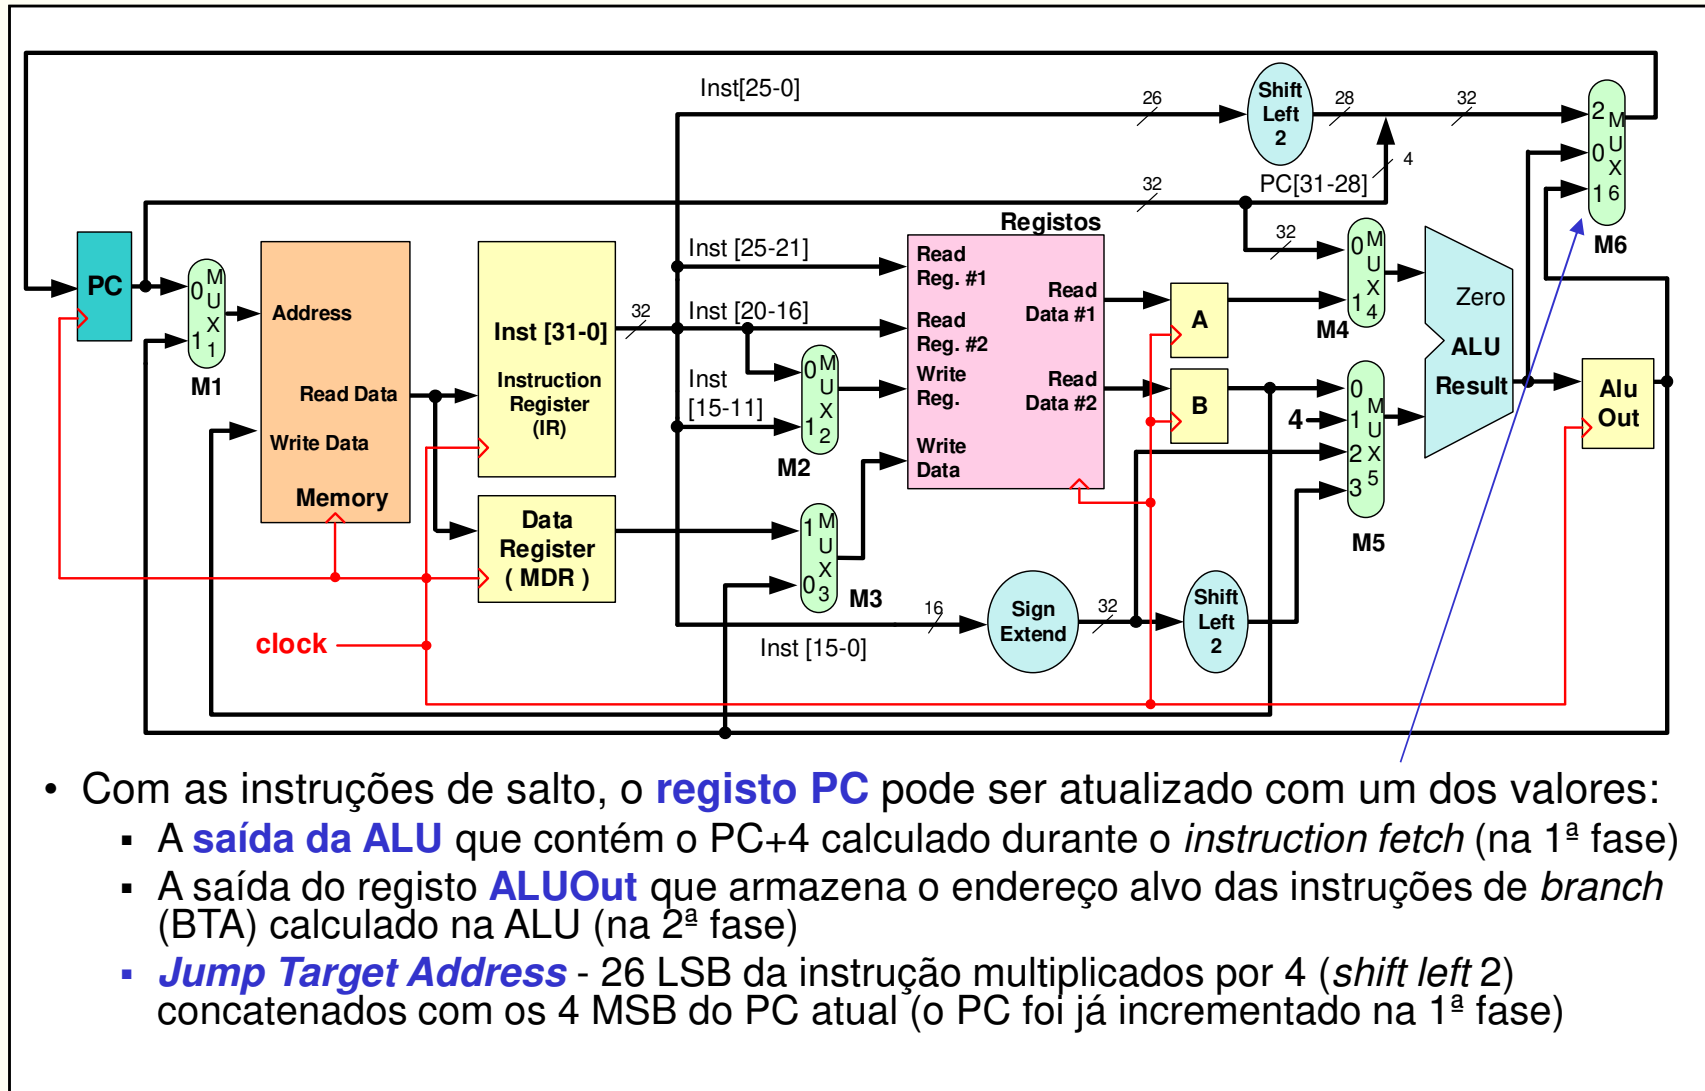 Inst[25-0]
26
Shift
Left
2
28
32
2
0
1
M
U
X
6
M6
4
PC[31-28]
32
PC
0
1
M
U
X
1
M1
Address
Read Data
Write Data
Memory
Inst [31-0]
Instruction
Register
(IR)
32
Data
Register
( MDR )
Inst [25-21]
Inst [20-16]
Inst
[15-11]
0
1
M
U
X
2
M2
1
0
M
U
X
3
M3
Registos
Read
Reg. #1
Read
Reg. #2
Write
Reg.
Write
Data
Read
Data #1
Read
Data #2
A
B
32
0
1
M
U
X
4
M4
4
0
1
2
3
M
U
X
5
M5
Zero
ALU
Result
Alu
Out
16
Inst [15-0]
Sign
Extend
32
Shift
Left
2
clock
• Com as instruções de salto, o registo PC pode ser atualizado com um dos valores:
▪ A saída da ALU que contém o PC+4 calculado durante o instruction fetch (na 1ª fase)
▪ A saída do registo ALUOut que armazena o endereço alvo das instruções de branch
(BTA) calculado na ALU (na 2ª fase)
▪ Jump Target Address - 26 LSB da instrução multiplicados por 4 (shift left 2)
concatenados com os 4 MSB do PC atual (o PC foi já incrementado na 1ª fase)